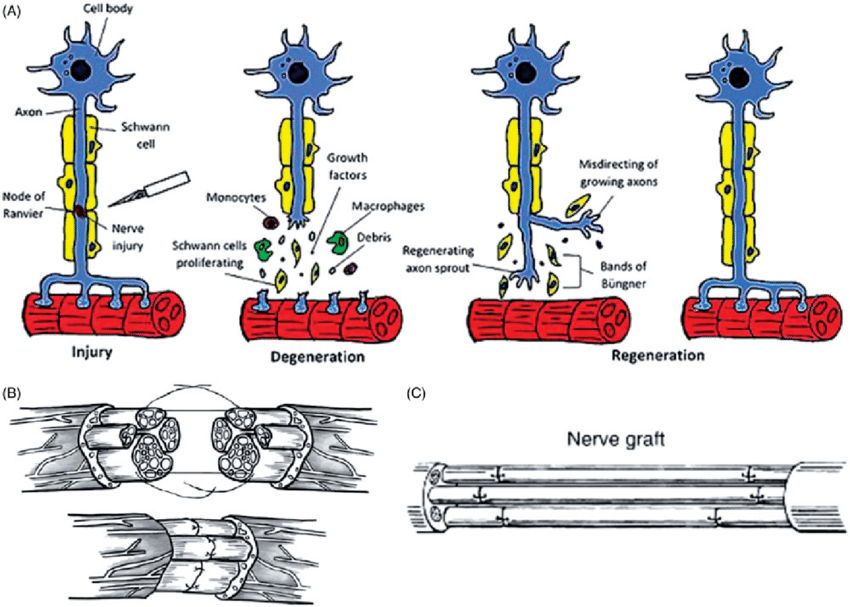 (A)
Cell body
Axon
Schwann
cell
Node of
Ranvier
Nerve
injury
Injury
Monocytes
Growth
factors
Macrophages
Schwann cells
proliferating
Debris
Degeneration
Misdirecting of
growing axons
Regenerating
axon sprout
Bands of
Büngner
Regeneration
(B)
(C)
Nerve graft